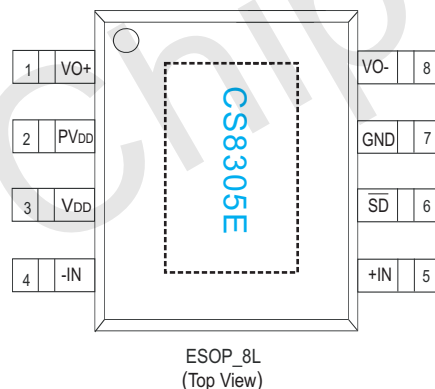 Chip
1 VO+
VO- 8
2 PVDD
GND 7
3 VDD
SD 6
4 -IN
+IN 5
CS8305E
ESOP_8L
(Top View)